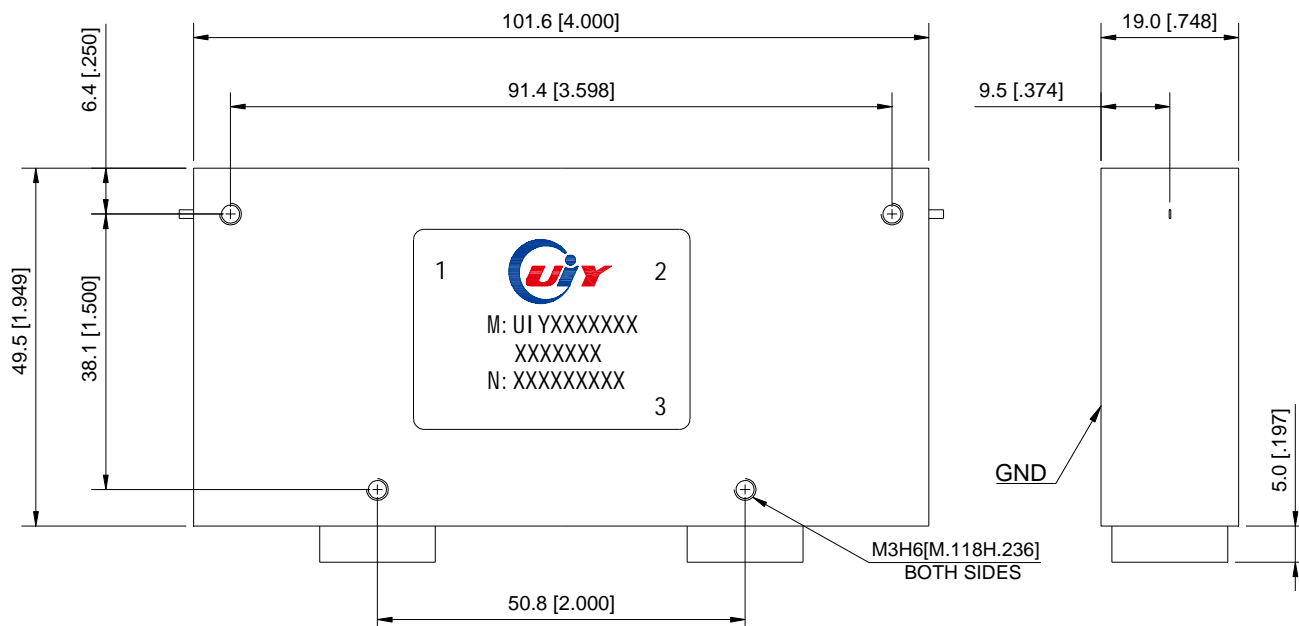 101.6 [4.000]
19.0 [.748]
6.4 [.250]
91.4 [3.598]
9.5 [.374]
49.5 [1.949]
38.1 [1.500]
1
UiY
2
M: UIYXXXXXXX
XXXXXXX
N: XXXXXXXXX
3
GND
5.0 [.197]
M3H6[M.118H.236]
BOTH SIDES
50.8 [2.000]